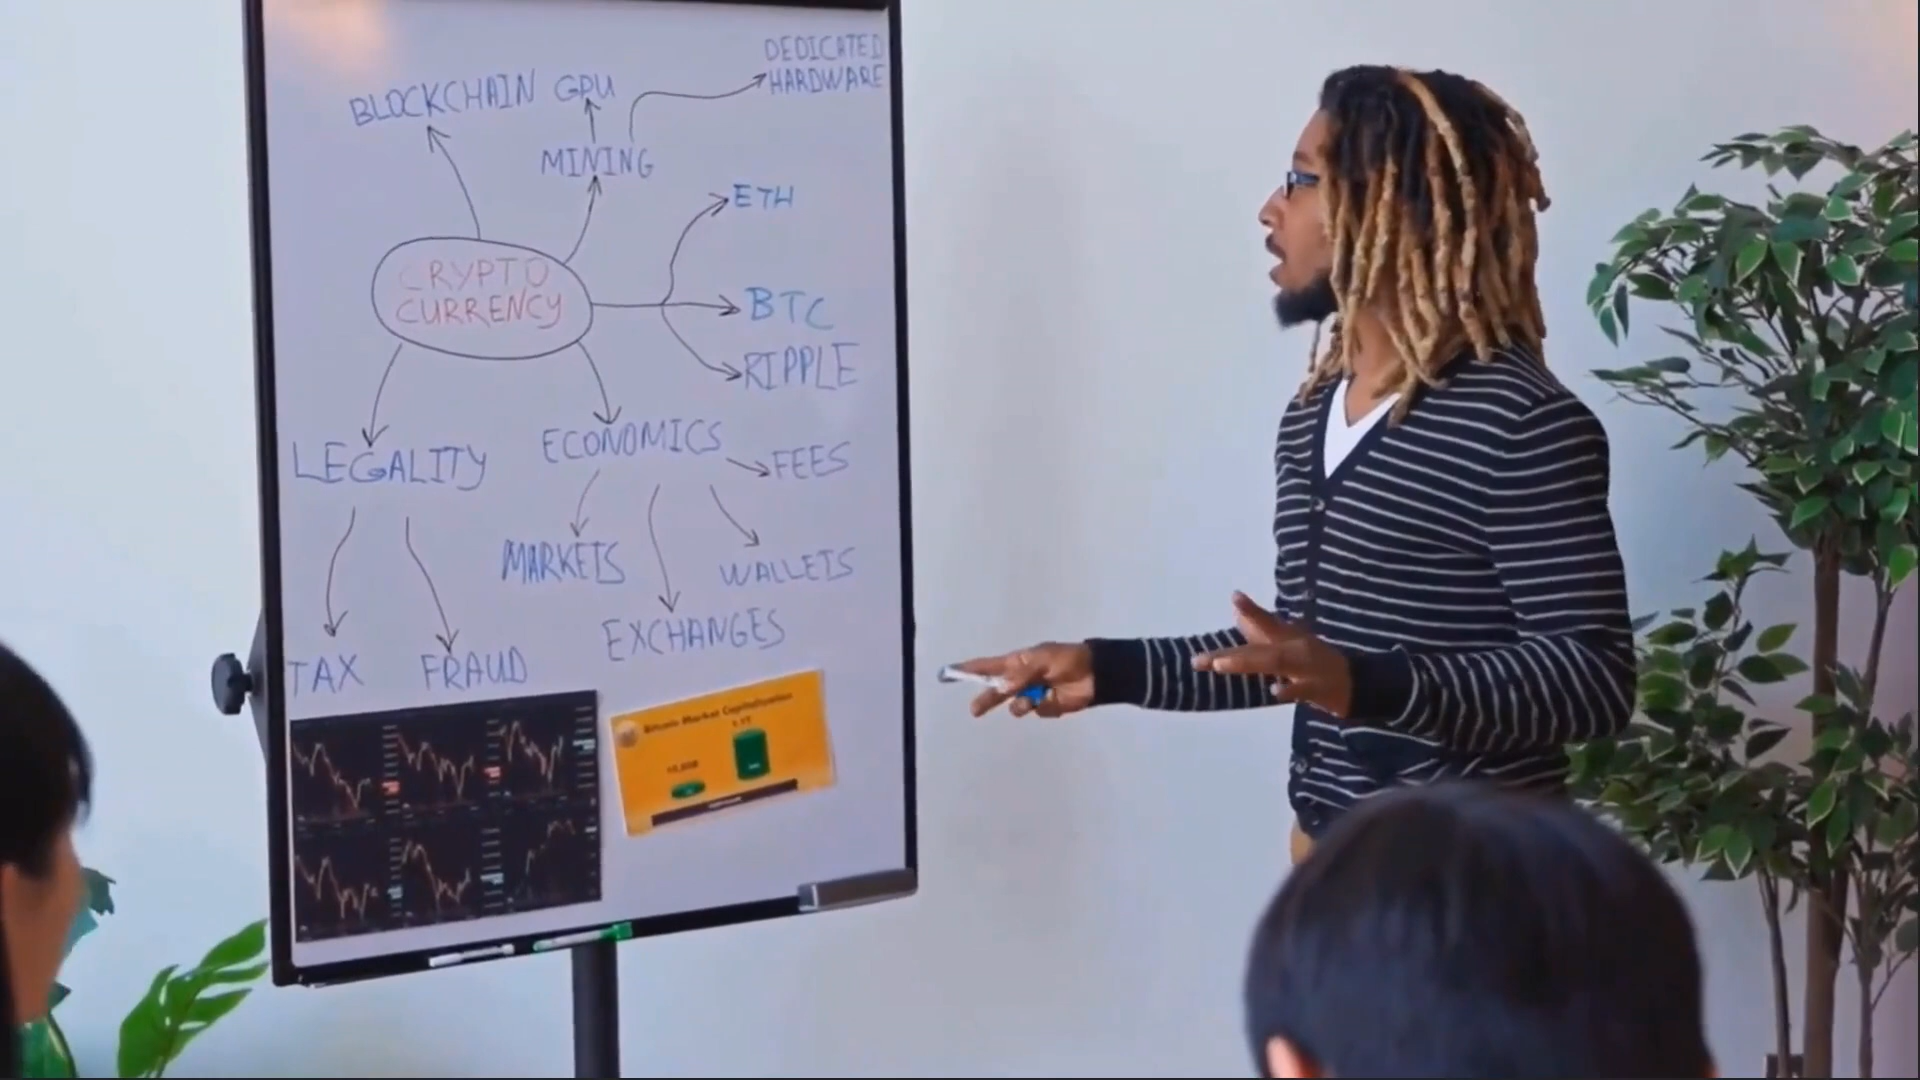 DEDICATED
HARDWARE
BLOCKCHAIN
GPU
MINING
ETH
CRYPTO
CURRENCY
BTC
RIPPLE
LEGALITY
ECONOMICS
FEES
MARKETS
WALLETS
EXCHANGES
TAX
FRAUD
Bitcoin Market Capitalization